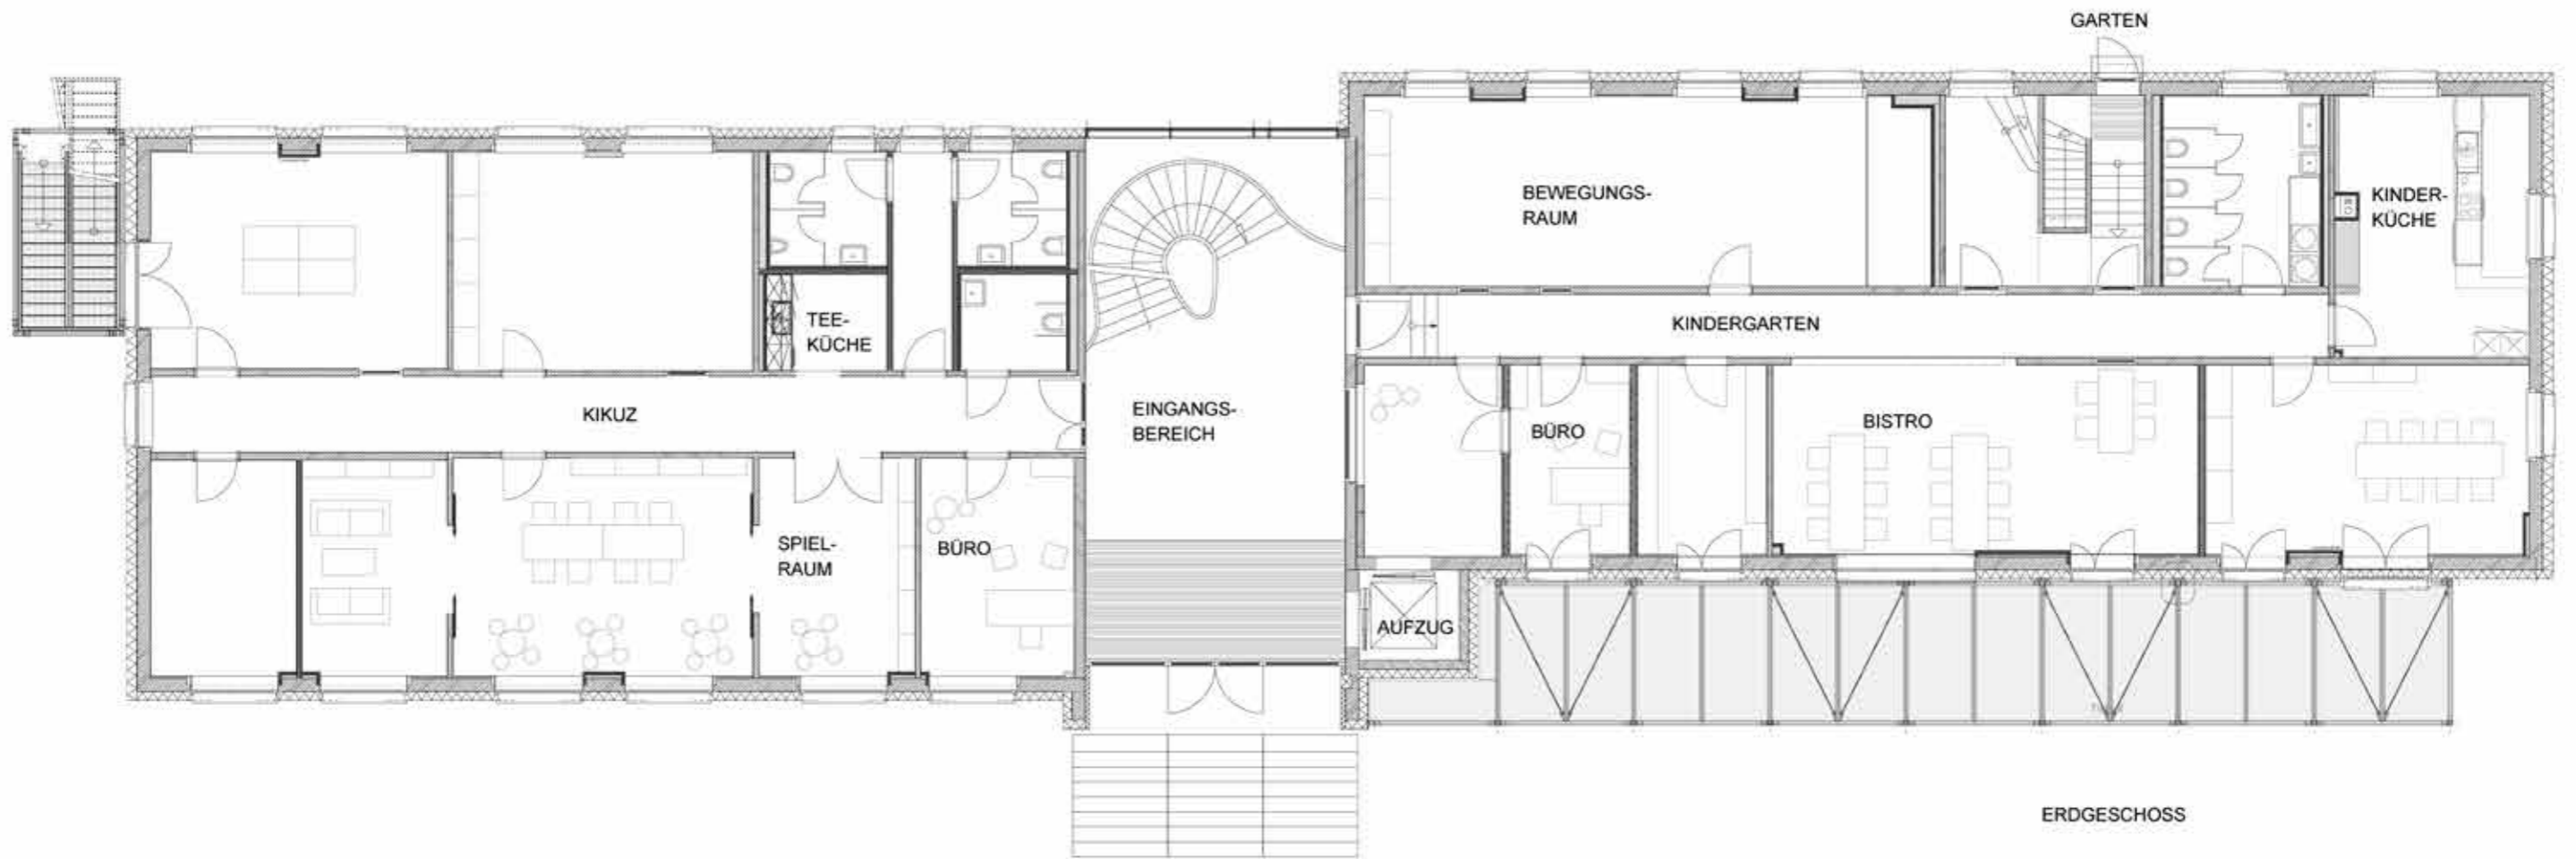 GARTEN
BEWEGUNGS-
RAUM
KINDER-
KÜCHE
TEE-
KÜCHE
KINDERGARTEN
KIKUZ
EINGANGS-
BEREICH
BÜRO
BISTRO
SPIEL-
RAUM
BÜRO
AUFZUG
ERDGESCHOSS